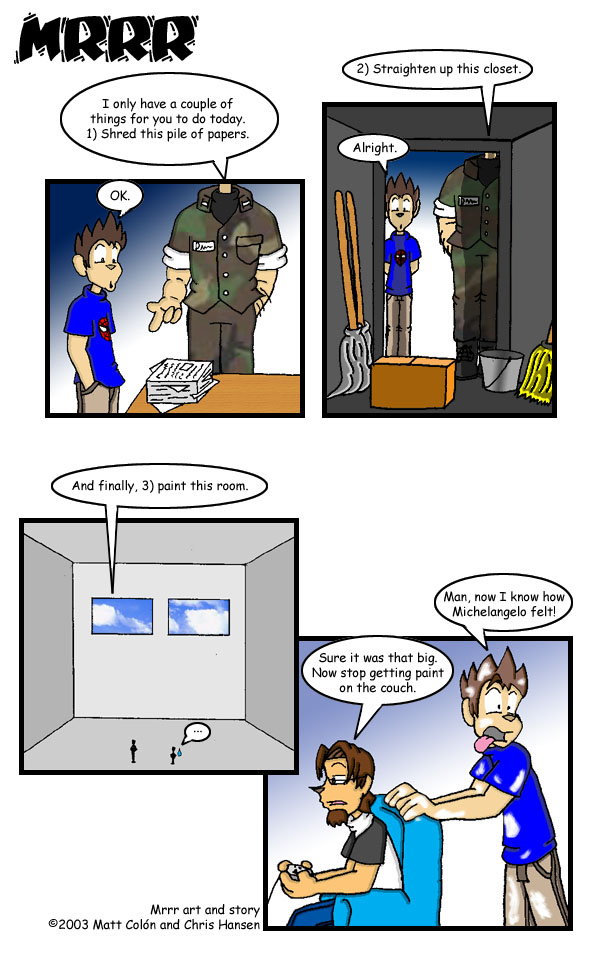 MRRR
I only have a couple of
things for you to do today.
1) Shred this pile of papers.
OK.
2) Straighten up this closet.
Alright.
And finally, 3) paint this room.
...
Man, now I know how
Michelangelo felt!
Sure it was that big.
Now stop getting paint
on the couch.
Mrrr art and story
©2003 Matt Colón and Chris Hansen